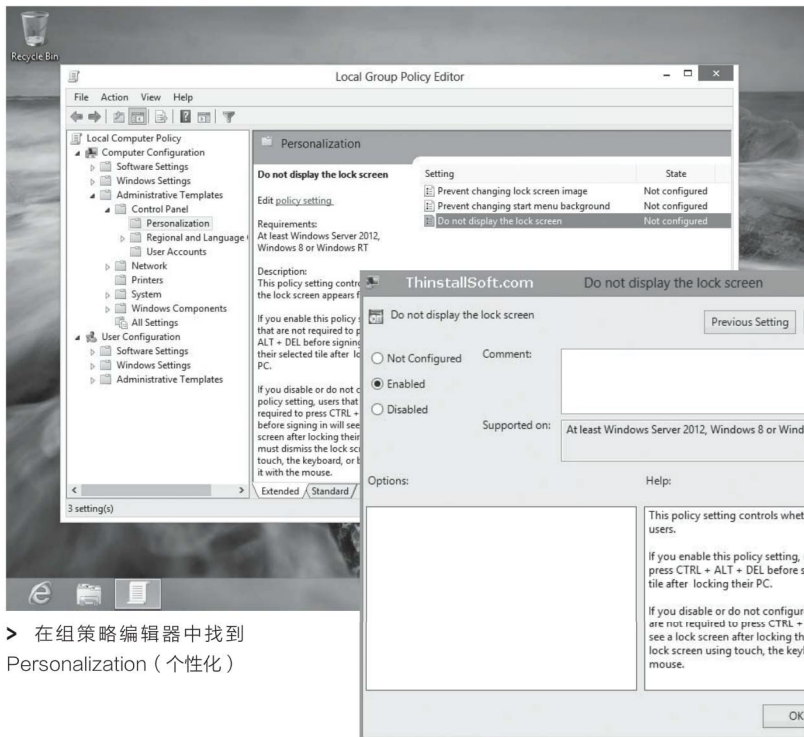 Recycle Bin
Local Group Policy Editor
File Action View Help
Local Computer Policy
Computer Configuration
Software Settings
Windows Settings
Administrative Templates
Control Panel
Personalization
Regional and Language
User Accounts
Network
Printers
System
Windows Components
All Settings
User Configuration
Software Settings
Windows Settings
Administrative Templates
3 setting(s)
Personalization
Do not display the lock screen
Edit policy setting
Requirements:
At least Windows Server 2012,
Windows 8 or Windows RT
Description:
This policy setting contro
the lock screen appears f
If you enable this policy s
that are not required to p
ALT + DEL before signing
their selected tile after lo
PC.
If you disable or do not c
policy setting, users that
required to press CTRL +
before signing in will see
screen after locking their
must dismiss the lock scr
touch, the keyboard, or b
it with the mouse.
Extended Standard
Setting State
Prevent changing lock screen image Not configured
Prevent changing start menu background Not configured
Do not display the lock screen Not configured
ThinstallSoft.com Do not display the lock screen
Do not display the lock screen
Previous Setting
Not Configured
Enabled
Disabled
Comment:
Supported on:
At least Windows Server 2012, Windows 8 or Wind
Options:
Help:
This policy setting controls whet
users.
If you enable this policy setting,
press CTRL + ALT + DEL before s
tile after locking their PC.
If you disable or do not configur
are not required to press CTRL +
see a lock screen after locking th
lock screen using touch, the key
mouse.
OK
> 在组策略编辑器中找到
Personalization（个性化）